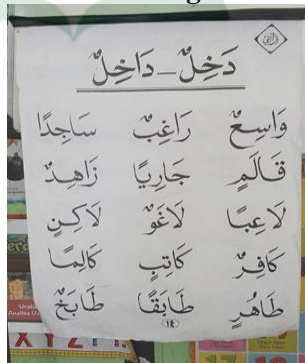 دَخِلٌ - دَاخِلٌ
وَاسِعٌ رَاغِبٌ سَاجِدًا
قَالَمٍ جَارِيًا زَاهِدٌ
لَاعِبًا لَاغَوٌ لَاكِنٍ
كَافِرٌ كَاتِبٍ كَالِمًا
طَاهُرٍ طَابَقًا طَابَخٌ
١٤
X Y Z